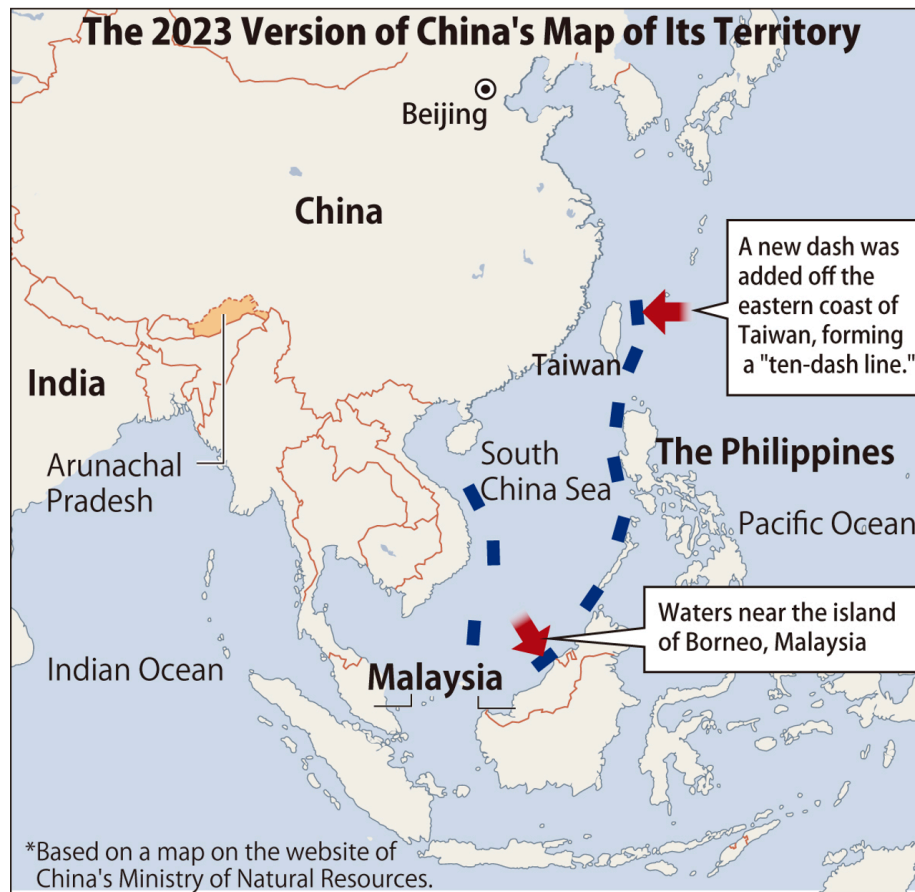 The 2023 Version of China's Map of Its Territory
Beijing
China
A new dash was
added off the
eastern coast of
Taiwan, forming
a "ten-dash line."
Taiwan
India
Arunachal
Pradesh
South
China Sea
The Philippines
Pacific Ocean
Waters near the island
of Borneo, Malaysia
Indian Ocean
Malaysia
*Based on a map on the website of
China's Ministry of Natural Resources.